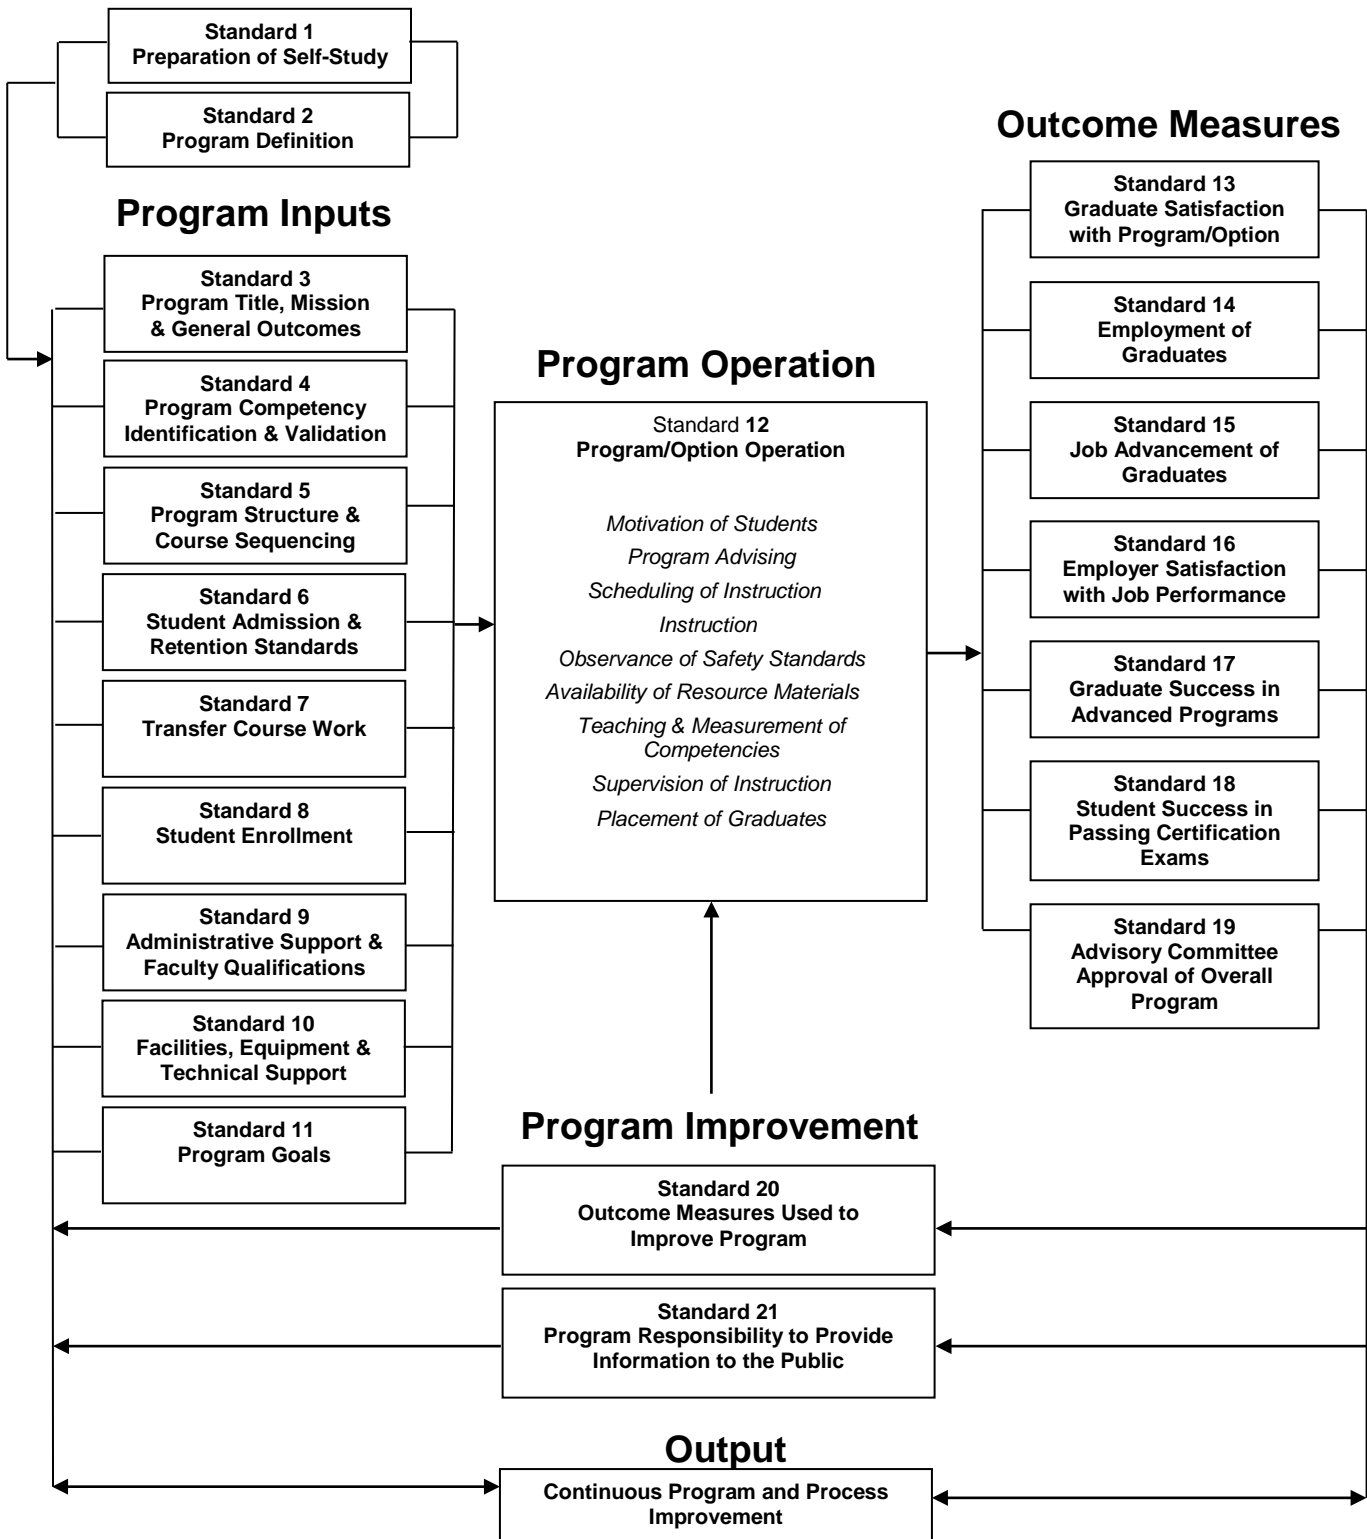 Standard 1
Preparation of Self-Study
Standard 2
Program Definition
Program Inputs
Standard 3
Program Title, Mission
& General Outcomes
Standard 4
Program Competency
Identification & Validation
Standard 5
Program Structure &
Course Sequencing
Standard 6
Student Admission &
Retention Standards
Standard 7
Transfer Course Work
Standard 8
Student Enrollment
Standard 9
Administrative Support &
Faculty Qualifications
Standard 10
Facilities, Equipment &
Technical Support
Standard 11
Program Goals
Program Operation
Standard 12
Program/Option Operation
Motivation of Students
Program Advising
Scheduling of Instruction
Instruction
Observance of Safety Standards
Availability of Resource Materials
Teaching & Measurement of
Competencies
Supervision of Instruction
Placement of Graduates
Outcome Measures
Standard 13
Graduate Satisfaction
with Program/Option
Standard 14
Employment of
Graduates
Standard 15
Job Advancement of
Graduates
Standard 16
Employer Satisfaction
with Job Performance
Standard 17
Graduate Success in
Advanced Programs
Standard 18
Student Success in
Passing Certification
Exams
Standard 19
Advisory Committee
Approval of Overall
Program
Program Improvement
Standard 20
Outcome Measures Used to
Improve Program
Standard 21
Program Responsibility to Provide
Information to the Public
Output
Continuous Program and Process
Improvement